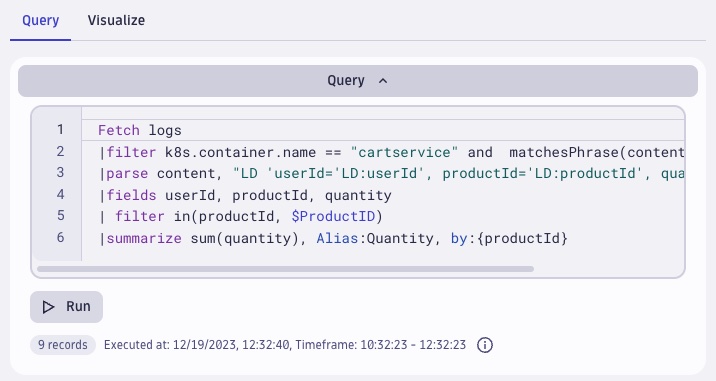 Query Visualize
Query
1 Fetch logs
2 |filter k8s.container.name == "cartservice" and  matchesPhrase(content
3 |parse content, "LD 'userId='LD:userId', productId='LD:productId', qua
4 |fields userId, productId, quantity
5 | filter in(productId, $ProductID)
6 |summarize sum(quantity), Alias:Quantity, by:{productId}
Run
9 records Executed at: 12/19/2023, 12:32:40, Timeframe: 10:32:23 - 12:32:23